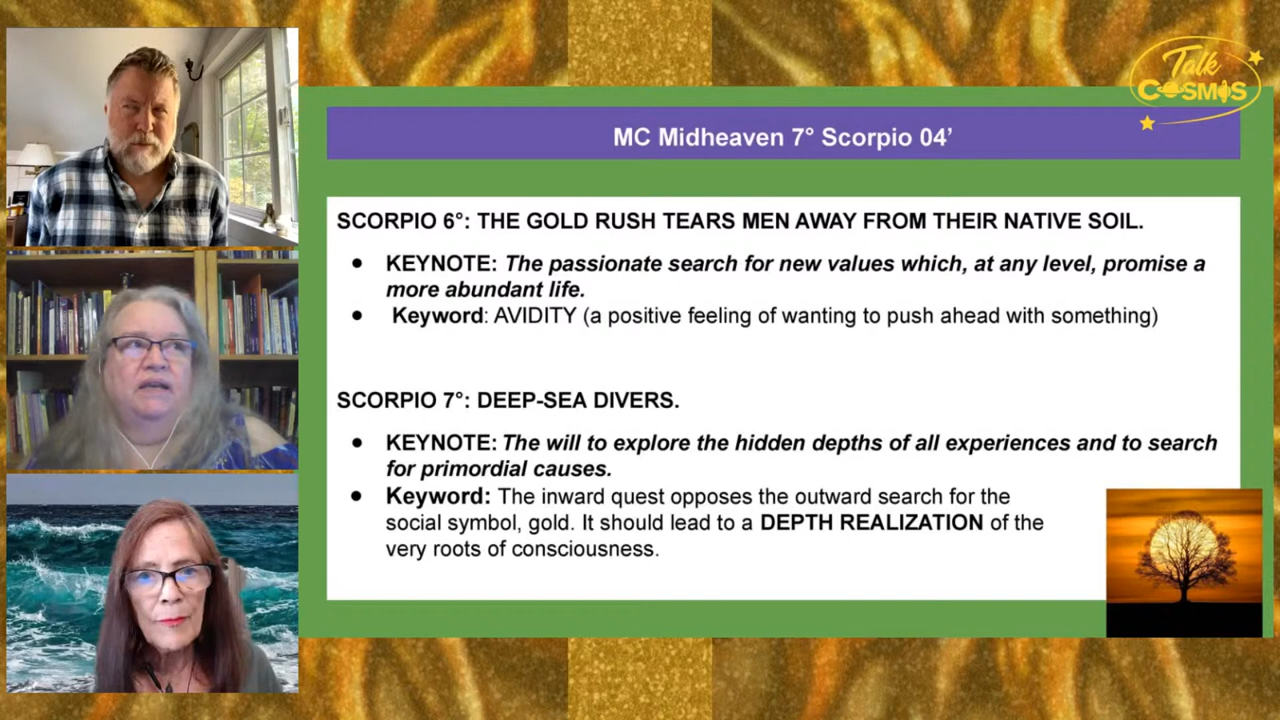 Talk
COSMIS
MC Midheaven 7° Scorpio 04’
SCORPIO 6°: THE GOLD RUSH TEARS MEN AWAY FROM THEIR NATIVE SOIL.
● KEYNOTE: The passionate search for new values which, at any level, promise a
more abundant life.
● Keyword: AVIDITY (a positive feeling of wanting to push ahead with something)
SCORPIO 7°: DEEP-SEA DIVERS.
● KEYNOTE: The will to explore the hidden depths of all experiences and to search
for primordial causes.
● Keyword: The inward quest opposes the outward search for the
social symbol, gold. It should lead to a DEPTH REALIZATION of the
very roots of consciousness.